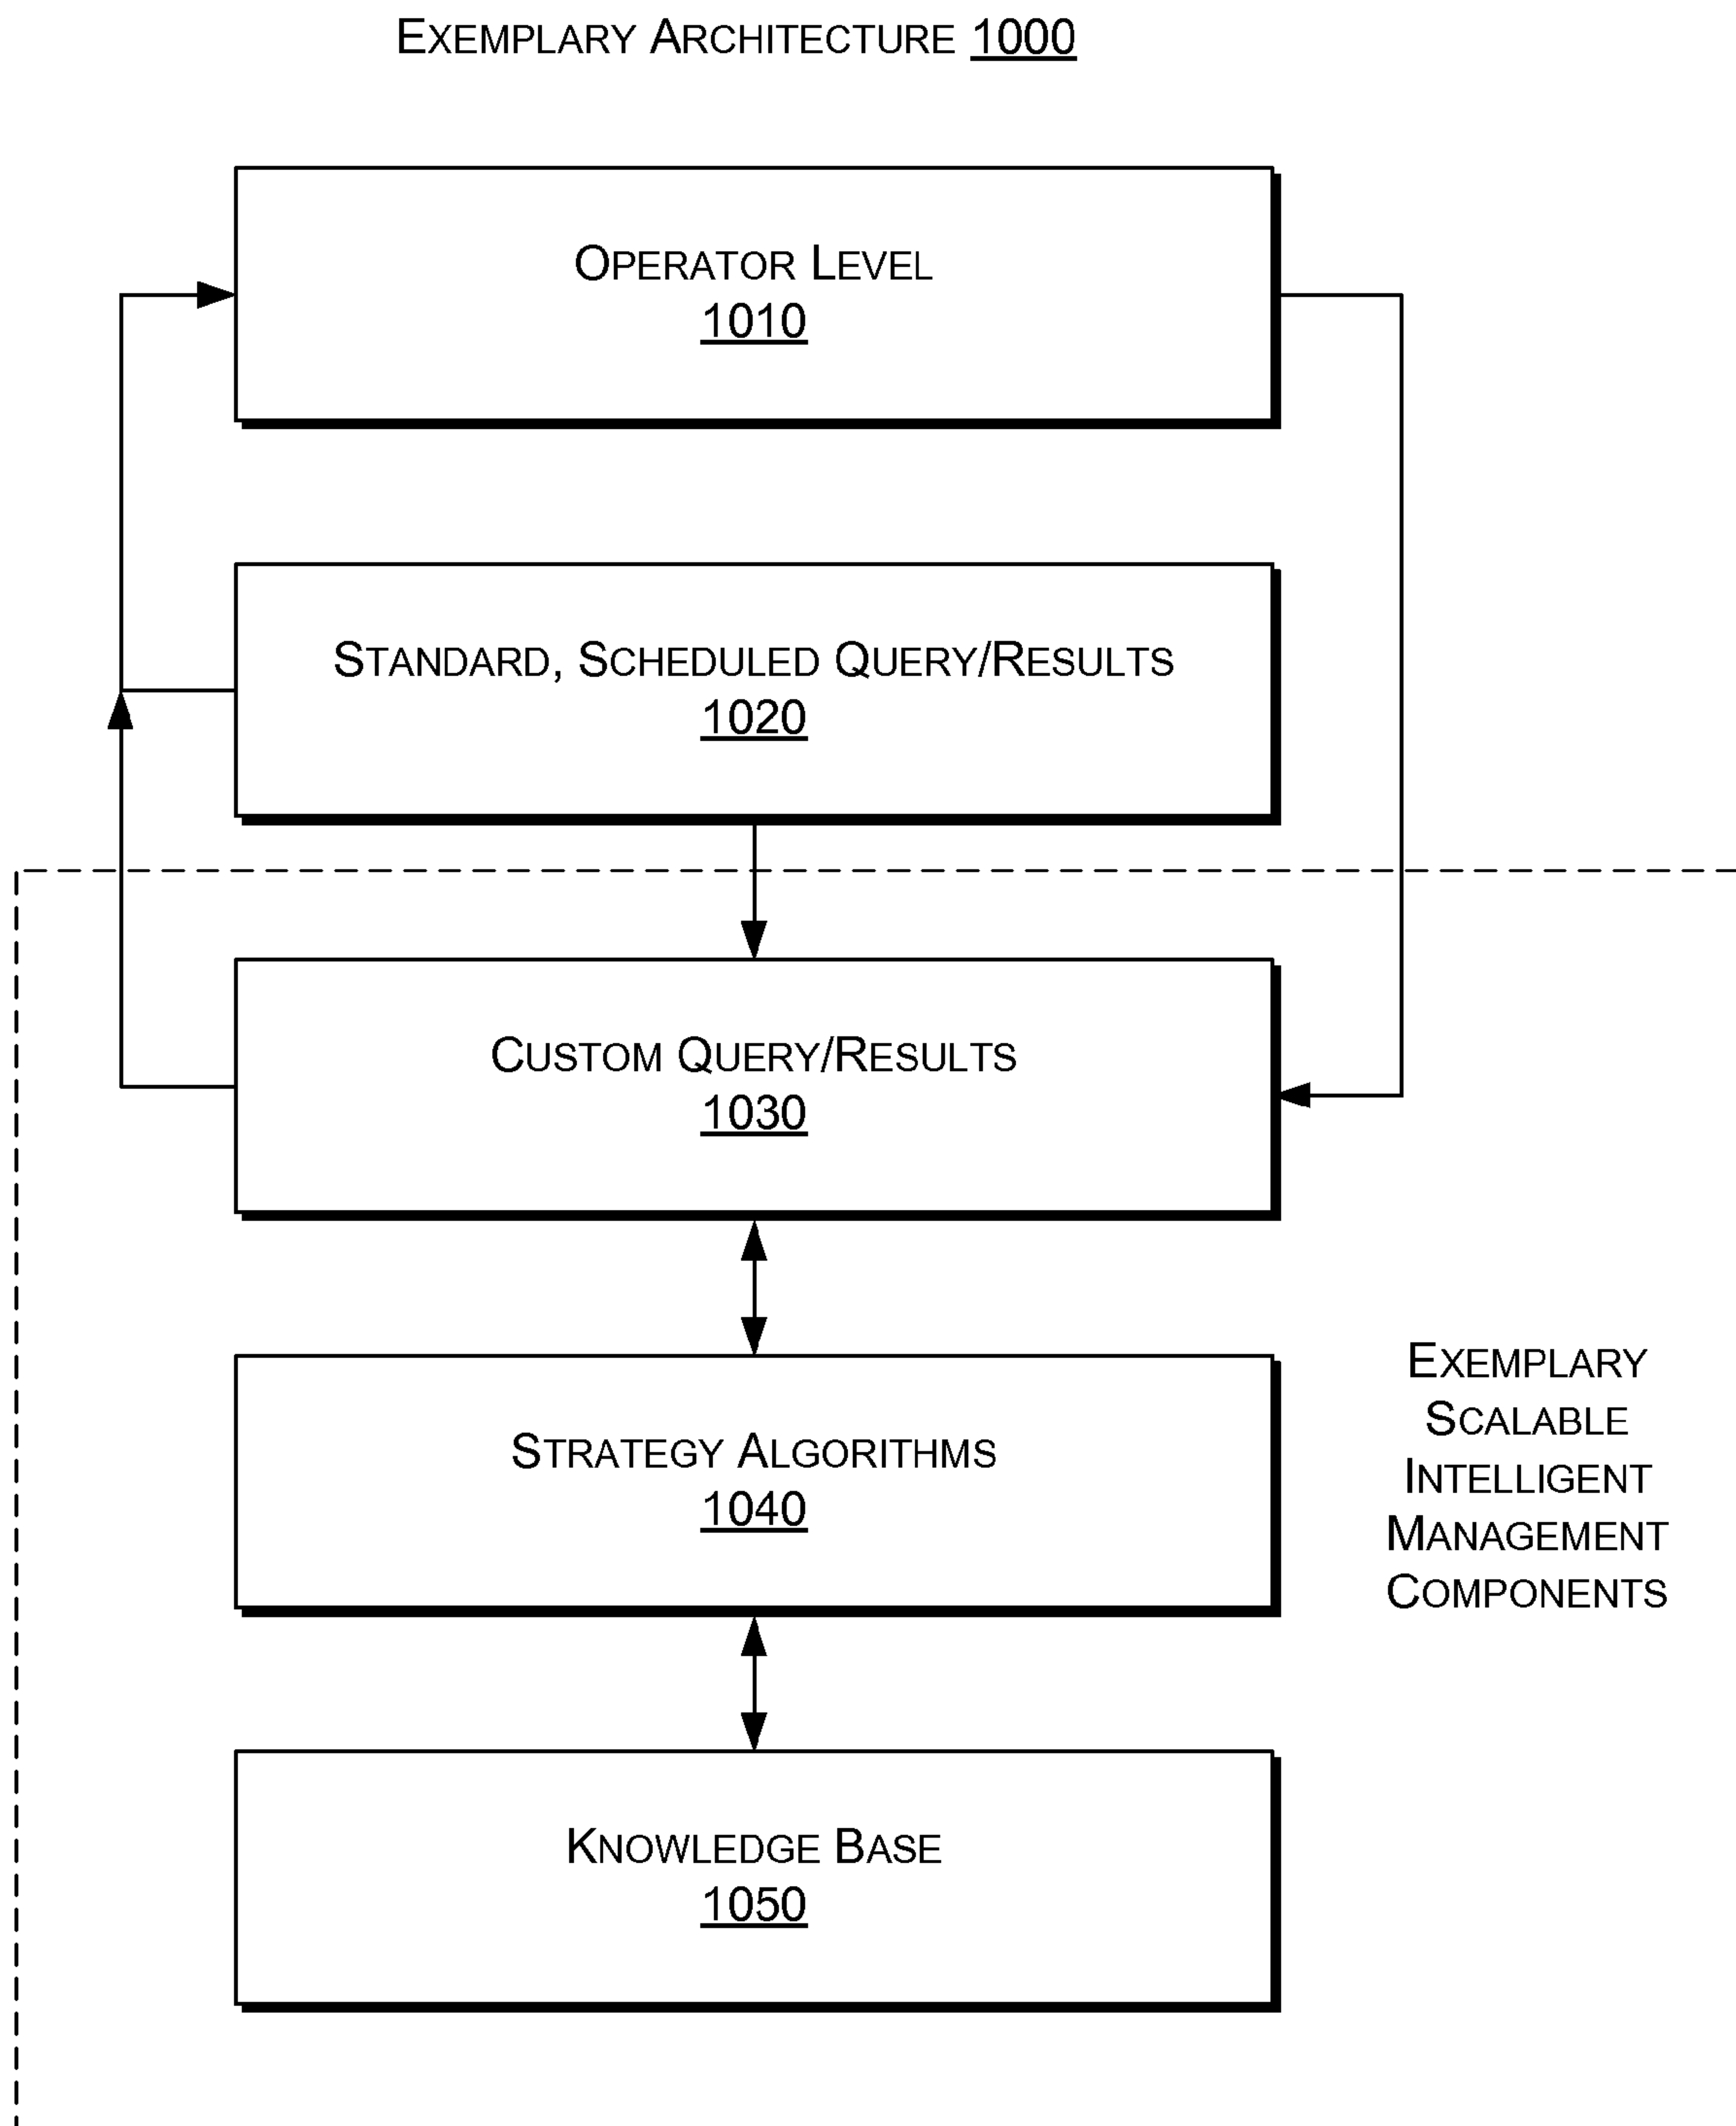 EXEMPLARY ARCHITECTURE 1000
OPERATOR LEVEL
1010
STANDARD, SCHEDULED QUERY/RESULTS
1020
CUSTOM QUERY/RESULTS
1030
STRATEGY ALGORITHMS
1040
EXEMPLARY
SCALABLE
INTELLIGENT
MANAGEMENT
COMPONENTS
KNOWLEDGE BASE
1050